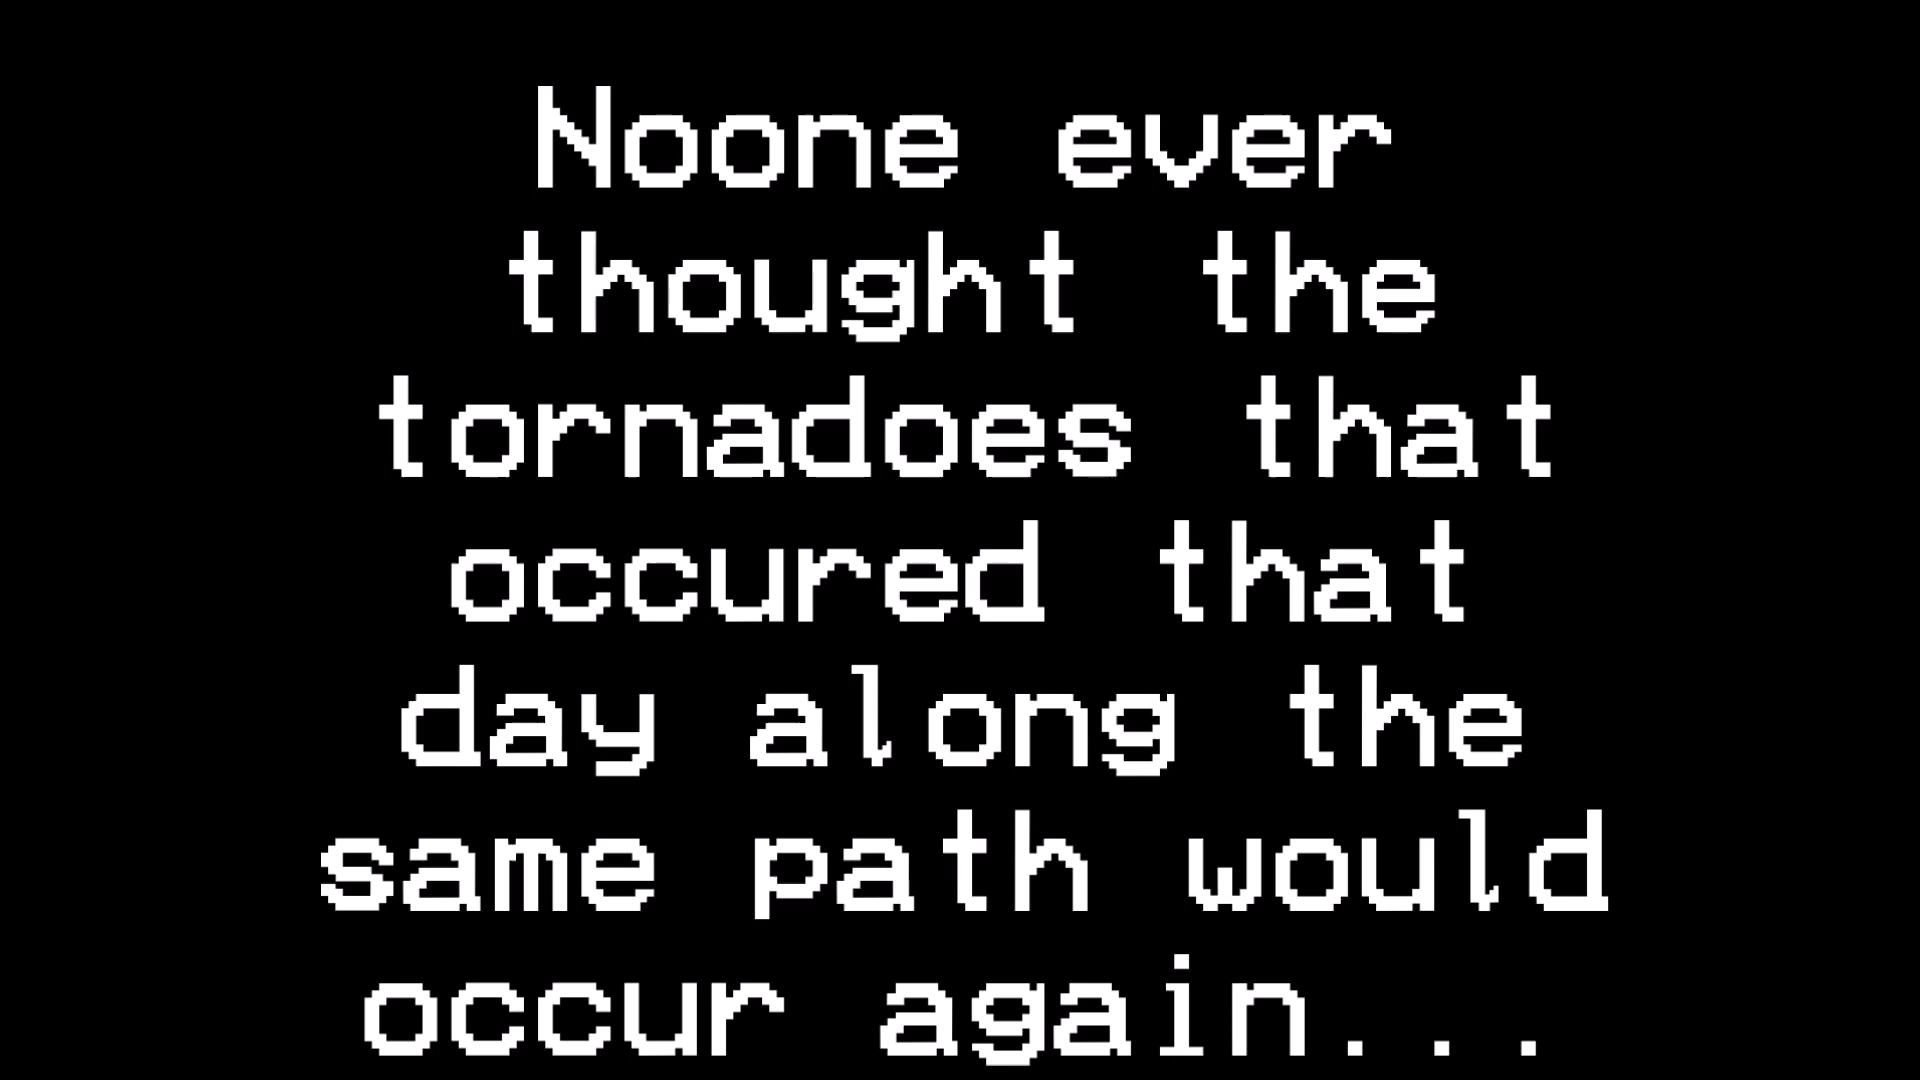 Noone ever
thought the
tornadoes that
occured that
day along the
same path would
occur again...